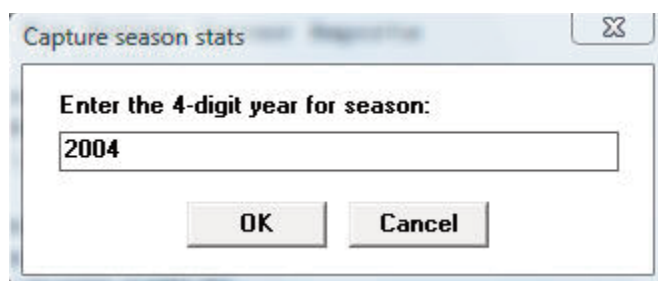 Capture season stats
Enter the 4-digit year for season:
2004
OK Cancel